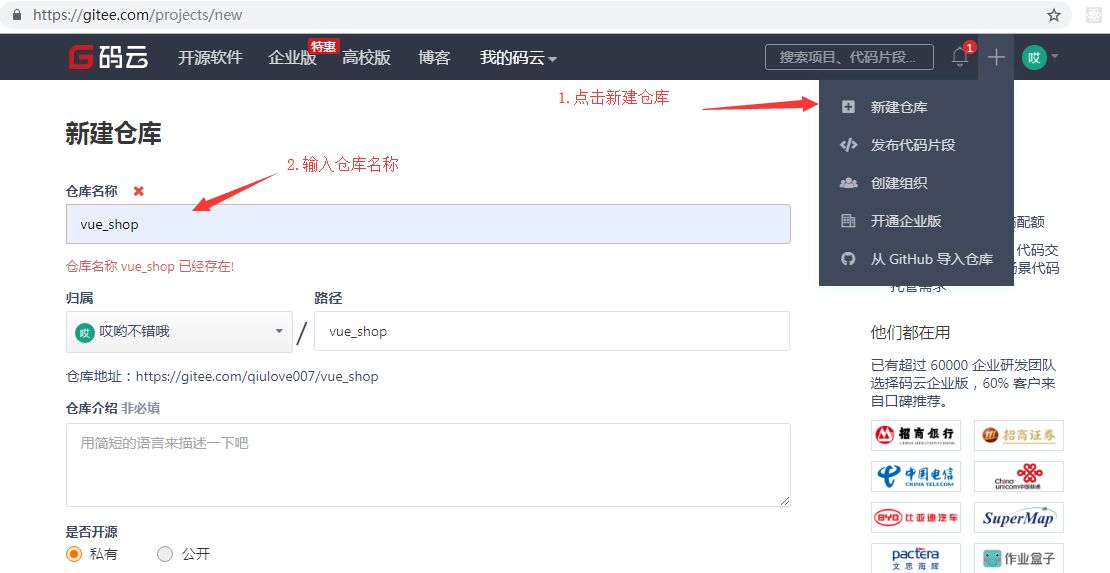 https://gitee.com/projects/new
码云 开源软件 企业版 特惠 高校版 博客 我的码云 搜索项目、代码片段... 1 哎
1. 点击新建仓库
新建仓库
发布代码片段
创建组织
开通企业版
从 GitHub 导入仓库
新建仓库
2. 输入仓库名称
仓库名称
vue_shop
仓库名称 vue_shop 已经存在!
归属 路径
哎 哎哟不错哦 / vue_shop
仓库地址：https://gitee.com/qiulove007/vue_shop
仓库介绍 非必填
用简短的语言来描述一下吧
是否开源
私有 公开
配额
代码交
景代码
托管需求
他们都在用
已有超过 60000 企业研发团队
选择码云企业版，60% 客户来
自口碑推荐。
招商银行
CHINA MERCHANTS BANK
招商证券
中国电信
CHINA TELECOM
China
unicom中国联通
BYD 比亚迪汽车
SuperMap
pactera
文思海辉
作业盒子